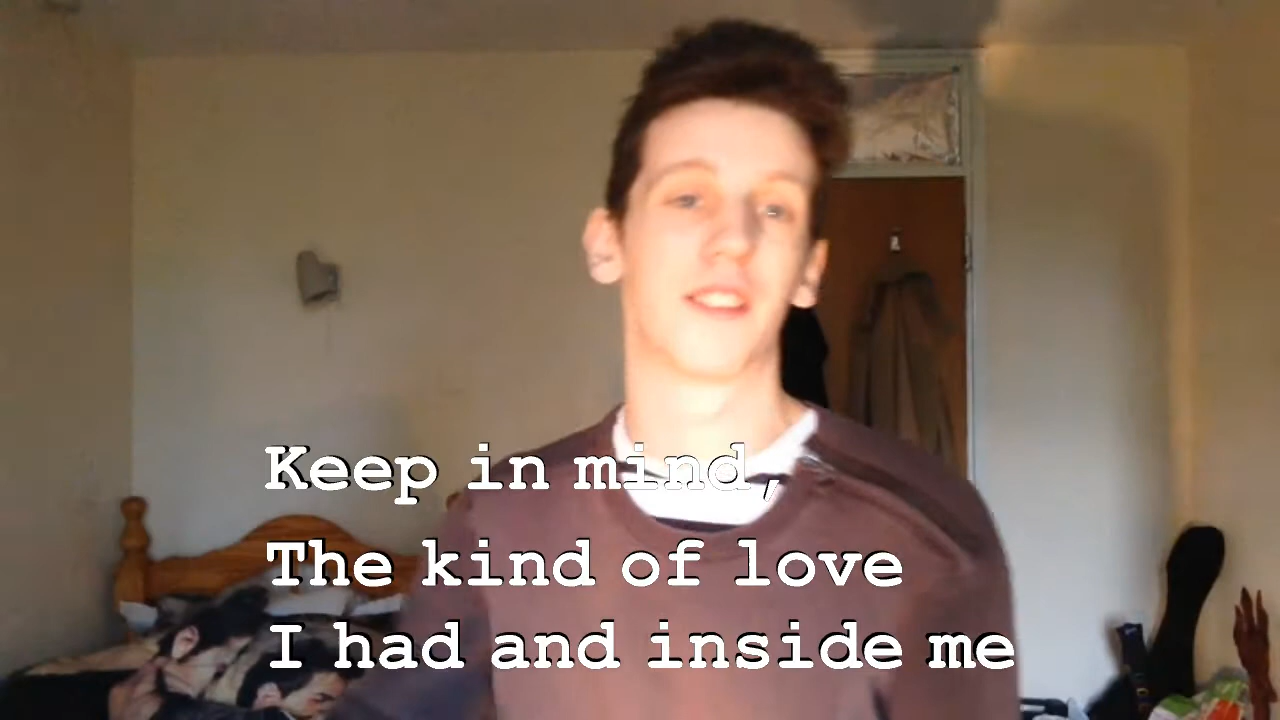 Keep in mind,
The kind of love
I had and inside me